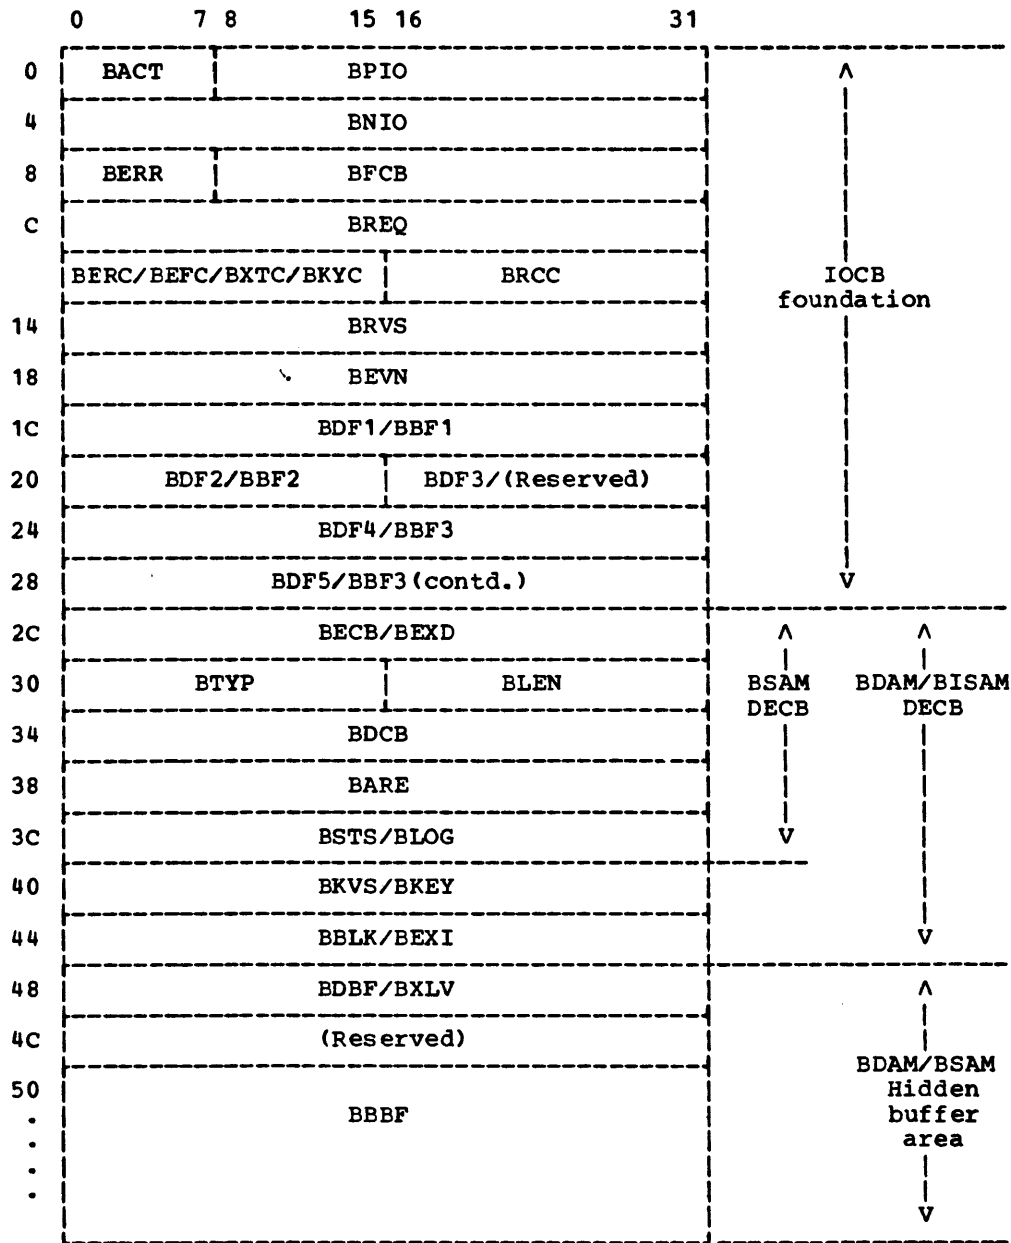 0 7 8 15 16 31
0 BACT BPIO
4 BNIO
8 BERR BFCB
C BREQ
BERC/BEFC/BXTC/BKYC BRCC IOCB
foundation
14 BRVS
18 BEVN
1C BDF1/BBF1
20 BDF2/BBF2 BDF3/(Reserved)
24 BDF4/BBF3
28 BDF5/BBF3(contd.)
2C BECB/BEXD
30 BTYP BLEN BSAM BDAM/BISAM
DECB DECB
34 BDCB
38 BARE
3C BSTS/BLOG
40 BKVS/BKEY
44 BBLK/BEXI
48 BDBF/BXLV
4C (Reserved)
BDAM/BSAM
50 Hidden
BBBF buffer
area